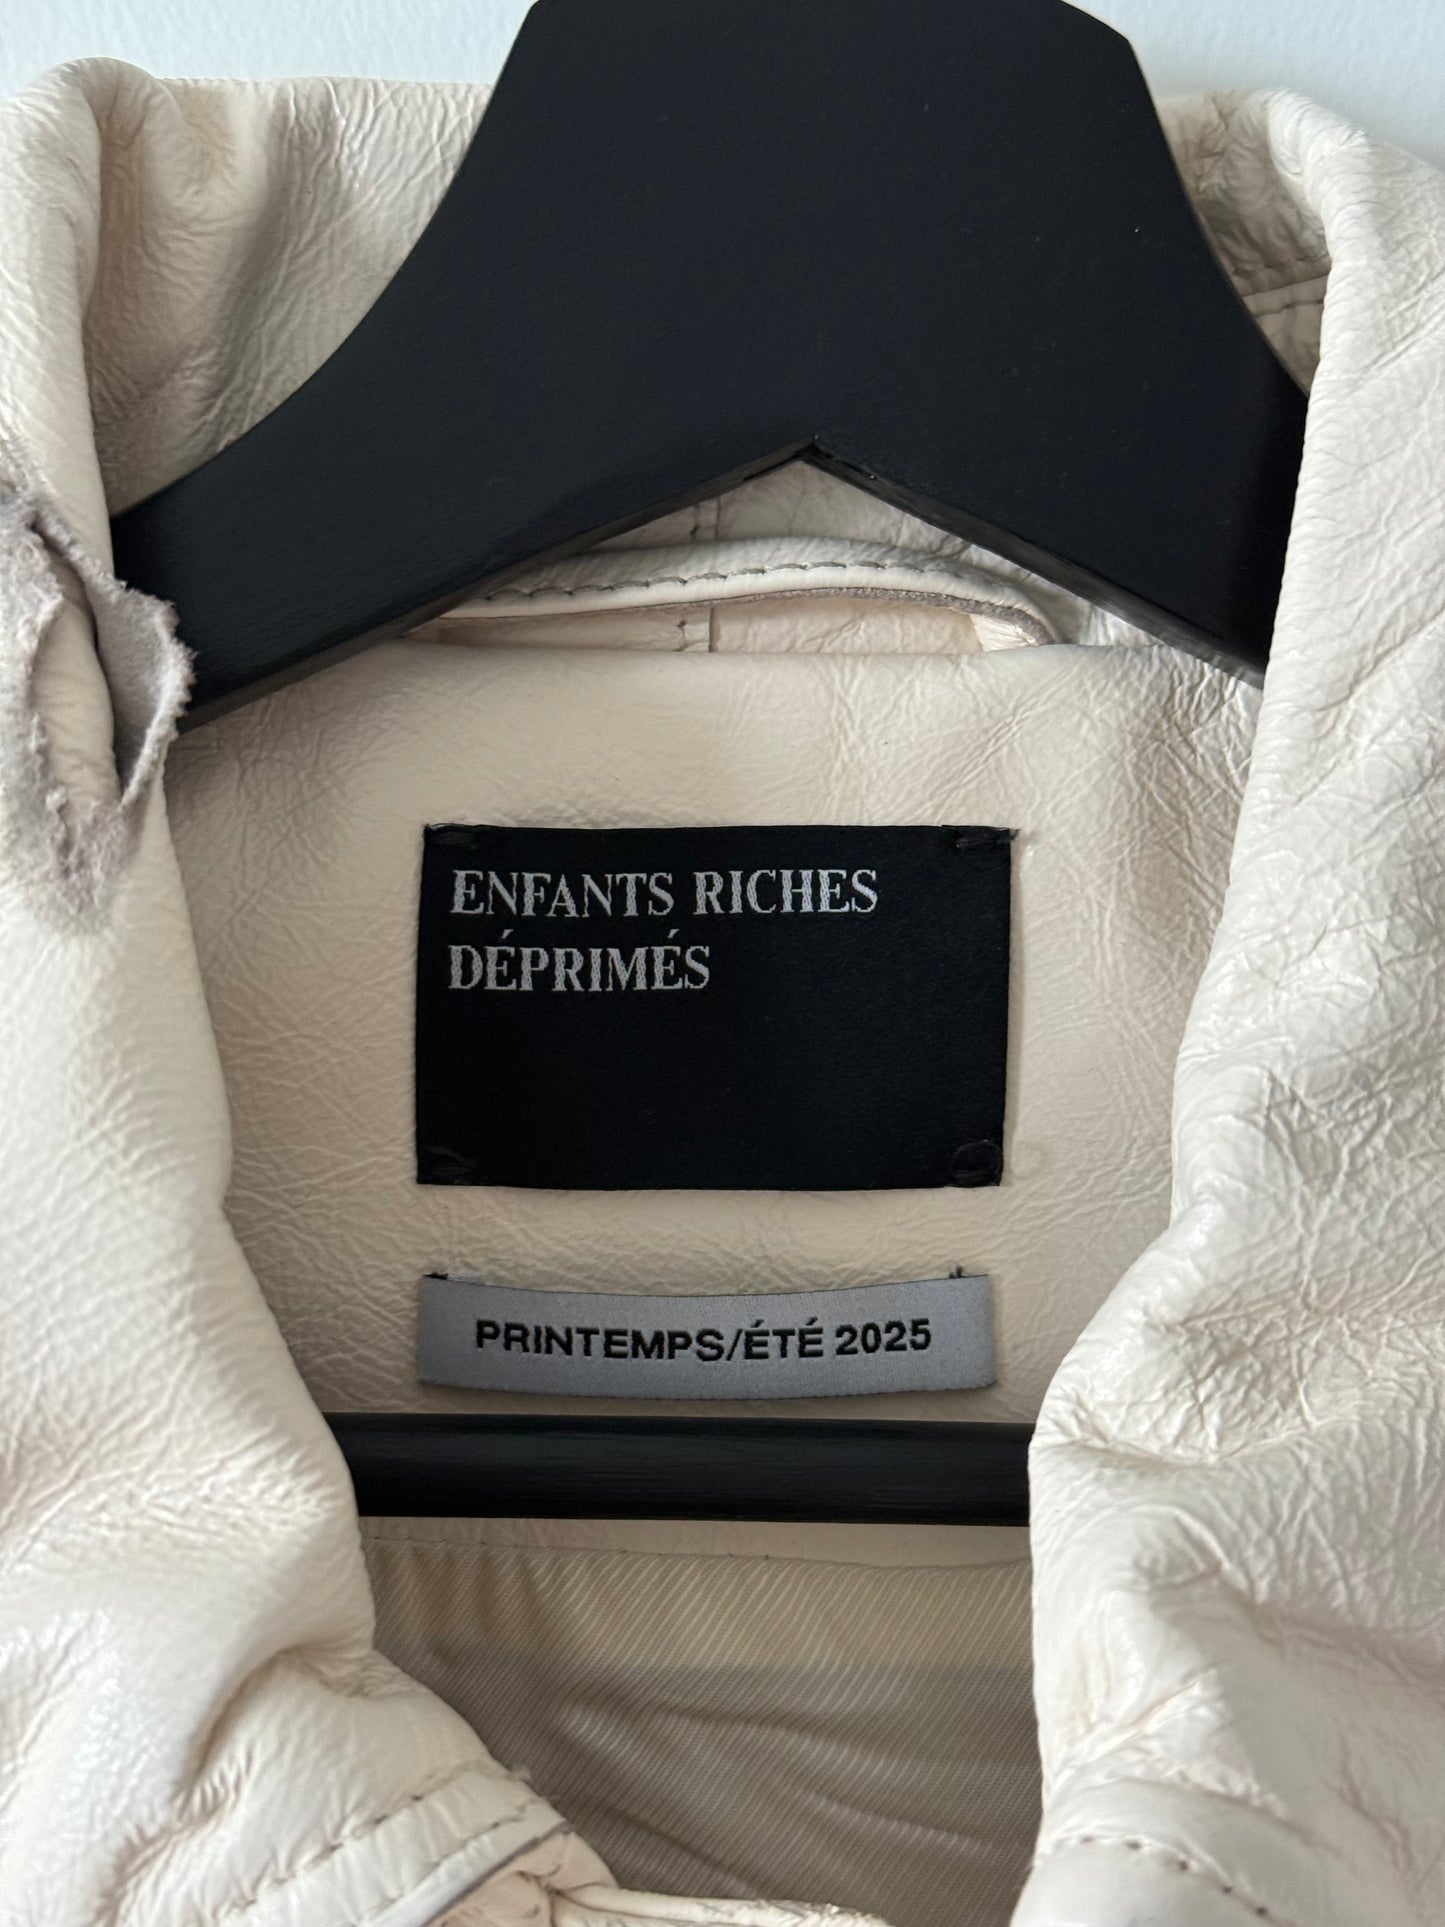 ENFANTS RICHES
DÉPRIMÉS
PRINTEMPS/ÉTÉ 2025